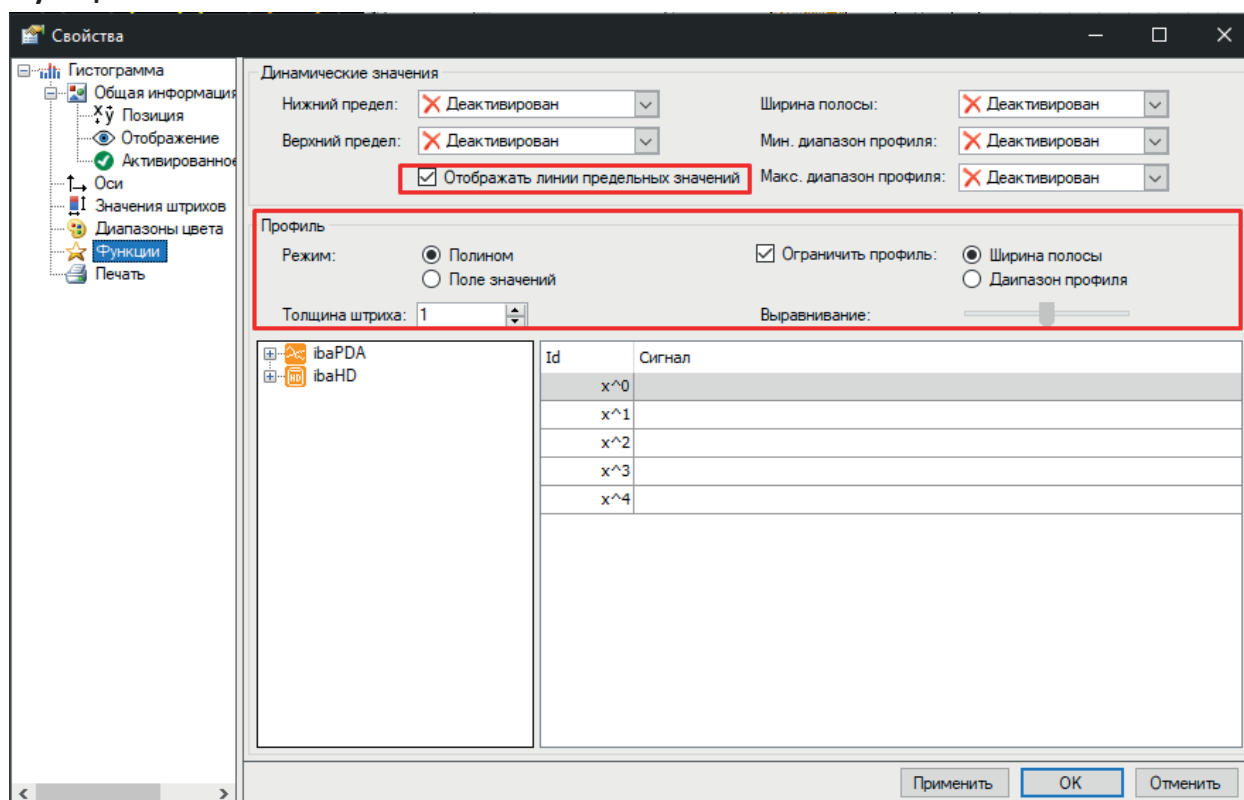 Свойства
Гистограмма
Общая информация
Позиция
Отображение
Активированное
Оси
Значения штрихов
Диапазоны цвета
Функции
Печать
Динамические значения
Нижний предел: Деактивирован
Ширина полосы: Деактивирован
Верхний предел: Деактивирован
Мин. диапазон профиля: Деактивирован
Отображать линии предельных значений
Макс. диапазон профиля: Деактивирован
Профиль
Режим: Полином
Ограничить профиль: Ширина полосы
Поле значений
Даипазон профиля
Толщина штриха: 1
Выравнивание:
ibaPDA
ibaHD
Id Сигнал
x^0
x^1
x^2
x^3
x^4
Применить OK Отменить